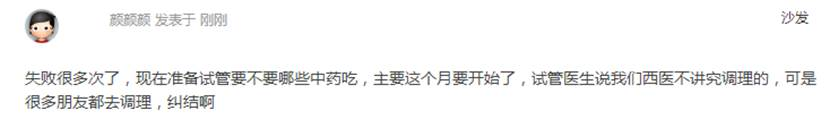 颜颜颜 发表于 刚刚 沙发
失败很多次了，现在准备试管要不要哪些中药吃，主要这个月要开始了，试管医生说我们西医不讲究调理的，可是
很多朋友都去调理，纠结啊